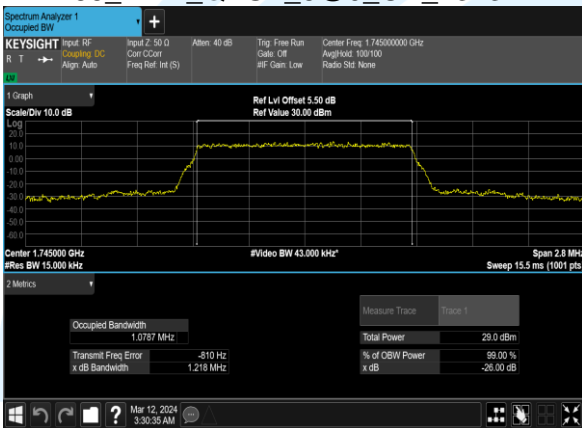 Spectrum Analyzer 1
Occupied BW
KEYSIGHT
R T
LW
Input: RF
Coupling: DC
Align: Auto
Input Z: 50 Ω
Corr CCorr
Freq Ref: Int (S)
Atten: 40 dB
Trig: Free Run
Gate: Off
#IF Gain: Low
Center Freq: 1.745000000 GHz
Avg|Hold: 100/100
Radio Std: None
1 Graph
Scale/Div 10.0 dB
Ref Lvl Offset 5.50 dB
Ref Value 30.00 dBm
Log
20.0
10.0
0.00
-10.0
-20.0
-30.0
-40.0
-50.0
-60.0
Center 1.745000 GHz
#Res BW 15.000 kHz
#Video BW 43.000 kHz*
Span 2.8 MHz
Sweep 15.5 ms (1001 pts)
2 Metrics
Measure Trace Trace 1
Occupied Bandwidth
1.0787 MHz
Total Power 29.0 dBm
Transmit Freq Error -810 Hz
% of OBW Power 99.00 %
x dB Bandwidth 1.218 MHz
x dB -26.00 dB
?
Mar 12, 2024
3:30:35 AM